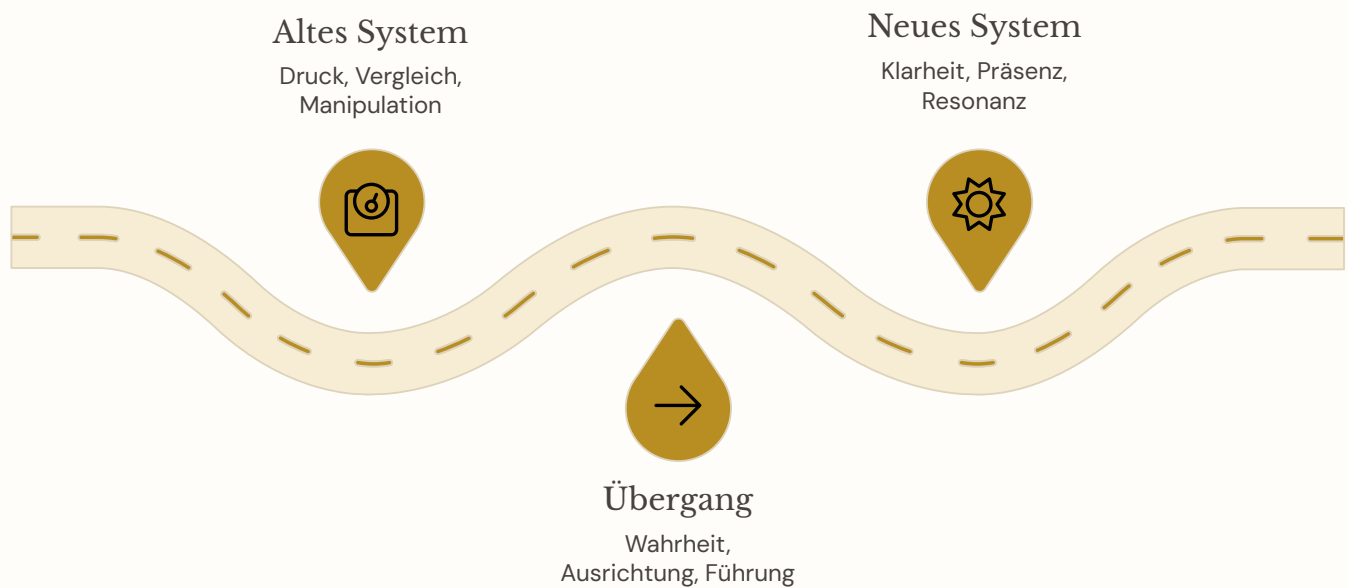 Altes System
Druck, Vergleich,
Manipulation
Neues System
Klarheit, Präsenz,
Resonanz
Übergang
Wahrheit,
Ausrichtung, Führung